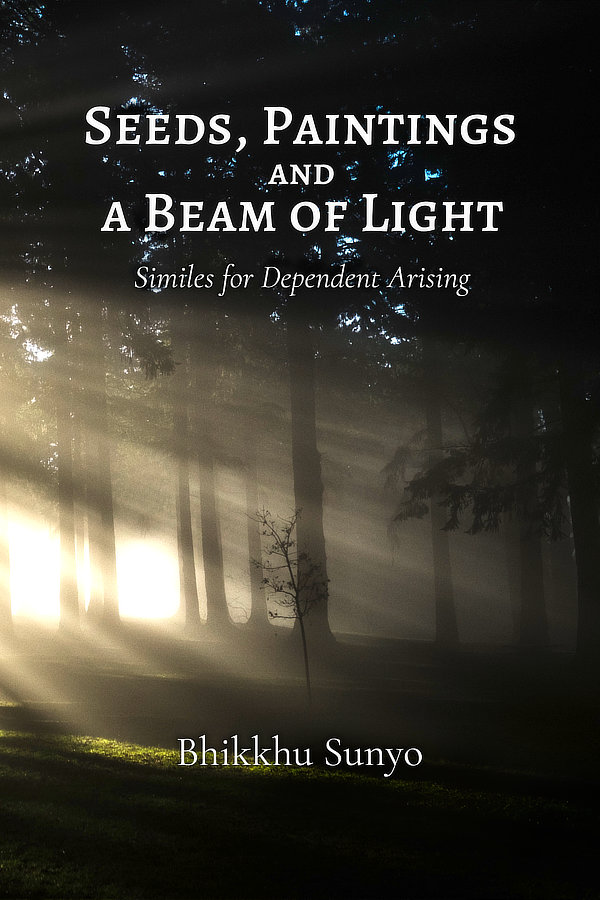 Seeds, Paintings
and
a Beam of Light
Similes for Dependent Arising
Bhikkhu Sunyo